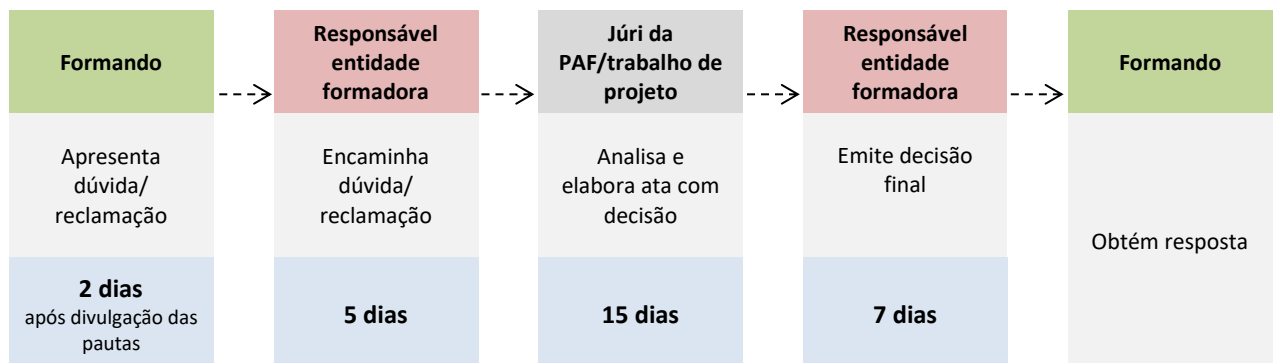 Formando
Apresenta
dúvida/
reclamação
2 dias
após divulgação das
pautas
Responsável
entidade
formadora
Encaminha
dúvida/
reclamação
5 dias
Júri da
PAF/trabalho de
projeto
Analisa e
elabora ata com
decisão
15 dias
Responsável
entidade
formadora
Emite decisão
final
7 dias
Formando
Obtém resposta